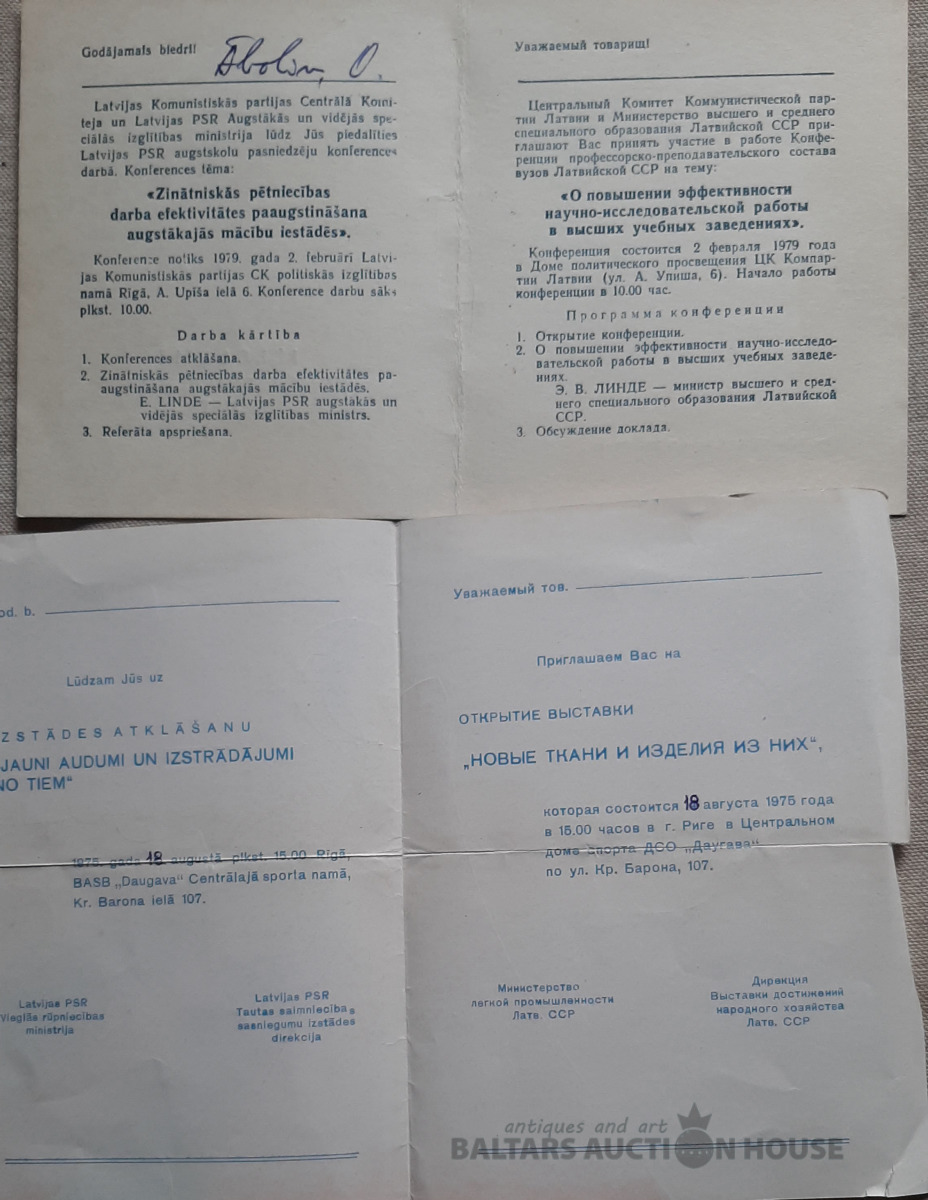 Godājamais biedri!
Āboliņ, O.
Latvijas Komunistiskās partijas Centrālā Komi-
teja un Latvijas PSR Augstākās un vidējās spe-
ciālās izglītības ministrija lūdz Jūs piedalīties
Latvijas PSR augstskolu pasniedzēju konferences
darbā. Konferences tēma:
«Zinātniskās pētniecības
darba efektivitātes paaugstināšana
augstākajās mācību iestādēs».
Konference notiks 1979. gada 2. februārī Latvi-
jas Komunistiskās partijas CK politiskās izglītības
namā Rīgā, A. Upīša ielā 6. Konference darbu sāks
plkst. 10.00.
Darba kārtība
1. Konferences atklāšana.
2. Zinātniskās pētniecības darba efektivitātes pa-
augstināšana augstākajās mācību iestādēs.
E. LINDE — Latvijas PSR augstākās un
vidējās speciālās izglītības ministrs.
3. Referāta apspriešana.
Уважаемый товарищ!
Центральный Комитет Коммунистической пар-
тии Латвии и Министерство высшего и среднего
специального образования Латвийской ССР при-
глашают Вас принять участие в работе Конфе-
ренции профессорско-преподавательского состава
вузов Латвийской ССР на тему:
«О повышении эффективности
научно-исследовательской работы
в высших учебных заведениях».
Конференция состоится 2 февраля 1979 года
в Доме политического просвещения ЦК Компар-
тии Латвии (ул. А. Упиша, 6). Начало работы
конференции в 10.00 час.
Программа конференции
1. Открытие конференции.
2. О повышении эффективности научно-исследо-
вательской работы в высших учебных заведе-
ниях.
Э. В. ЛИНДЕ — министр высшего и сред-
него специального образования Латвийской
ССР.
3. Обсуждение доклада.
od. b.
Lūdzam Jūs uz
ZSTĀDES ATKLĀŠANU
JAUNI AUDUMI UN IZSTRĀDĀJUMI
NO TIEM"
1975. gada 18 augustā plkst. 15.00 Rīgā,
BASB „Daugava" Centrālajā sporta namā,
Kr. Barona ielā 107.
Latvijas PSR
Vieglās rūpniecības
ministrija
Latvijas PSR
Tautas saimniecības
sasniegumu izstādes
direkcija
Уважаемый тов.
Приглашаем Вас на
ОТКРЫТИЕ ВЫСТАВКИ
„НОВЫЕ ТКАНИ И ИЗДЕЛИЯ ИЗ НИХ",
которая состоится 18 августа 1975 года
в 15.00 часов в г. Риге в Центральном
доме спорта ДСО „Даугава"
по ул. Кр. Барона, 107.
Министерство
легкой промышленности
Латв. ССР
Дирекция
Выставки достижений
народного хозяйства
Латв. ССР
antiques and art
BALTARS AUCTION HOUSE